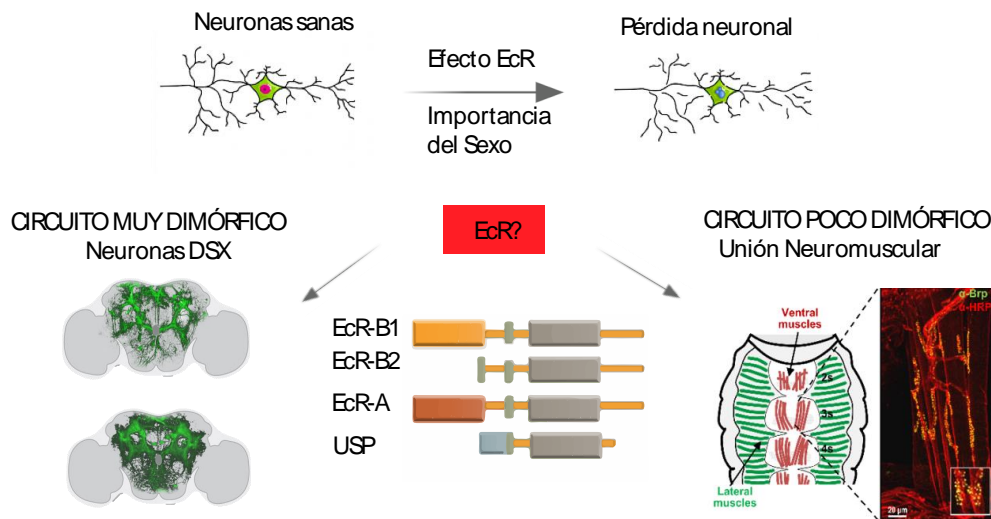 Neuronas sanas
Efecto EcR
Importancia
del Sexo
Pérdida neuronal
CIRCUITO MUY DIMÓRFICO
Neuronas DSX
EcR?
CIRCUITO POCO DIMÓRFICO
Unión Neuromuscular
EcR-B1
EcR-B2
EcR-A
USP
Ventral
muscles
2s
3s
4s
Lateral
muscles
α-Brp
α-HRP
20 μm